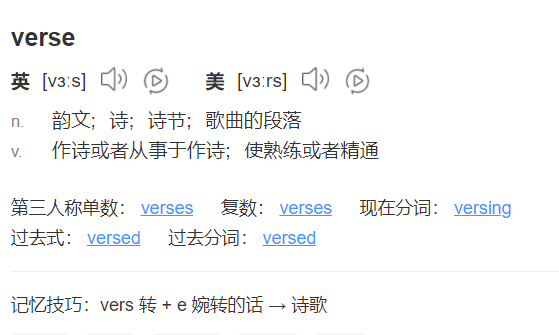 verse
英 [vɜːs] 美 [vɜːrs]
n. 韵文；诗；诗节；歌曲的段落
v. 作诗或者从事于作诗；使熟练或者精通
第三人称单数： verses 复数： verses 现在分词： versing
过去式： versed 过去分词： versed
记忆技巧：vers 转 + e 婉转的话 → 诗歌